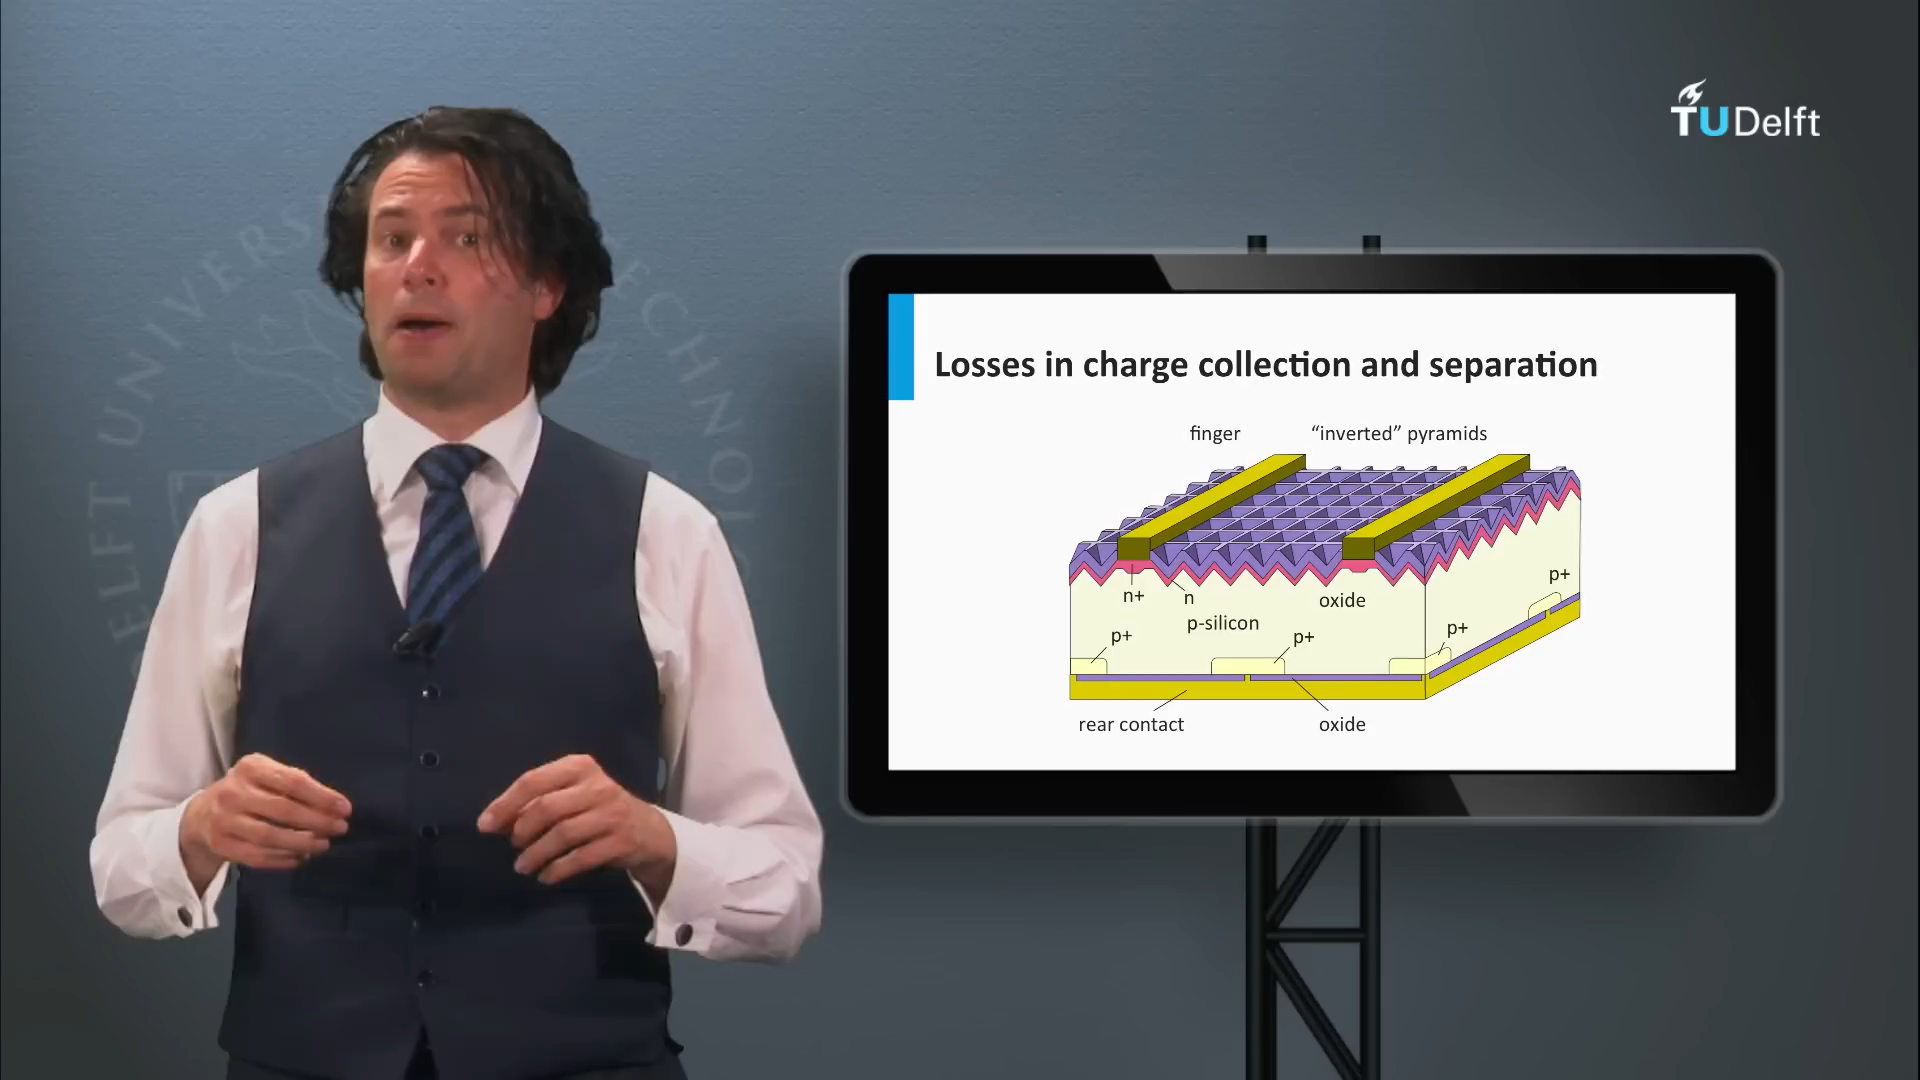 TU Delft
Losses in charge collection and separation
finger
“inverted” pyramids
n+
n
oxide
p+
p-silicon
p+
p+
p+
rear contact
oxide